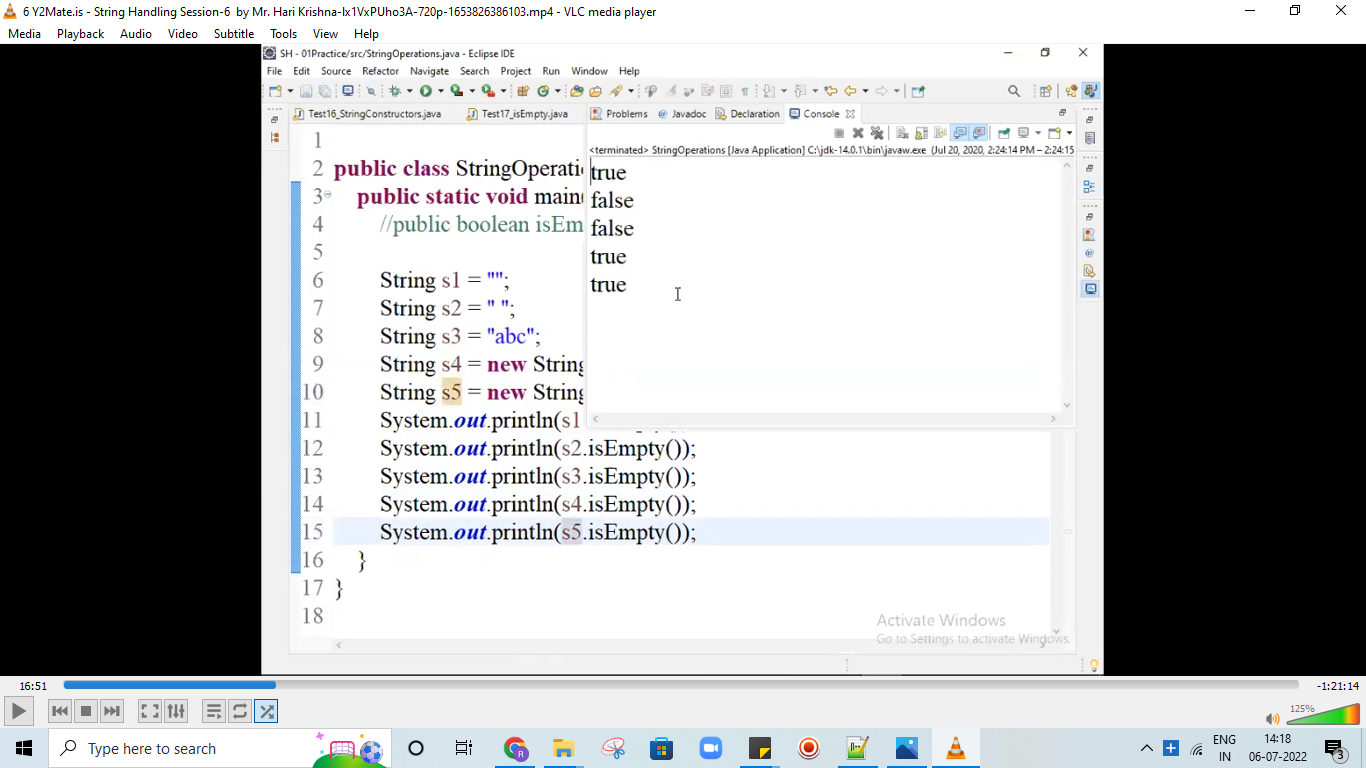 6 Y2Mate.is - String Handling Session-6 by Mr. Hari Krishna-Ix1VxPUho3A-720p-1653826386103.mp4 - VLC media player
Media Playback Audio Video Subtitle Tools View Help
SH - 01Practice/src/StringOperations.java - Eclipse IDE
File Edit Source Refactor Navigate Search Project Run Window Help
Test16_StringConstructors.java Test17_isEmpty.java Problems Javadoc Declaration Console
<terminated> StringOperations [Java Application] C:\jdk-14.0.1\bin\javaw.exe (Jul 20, 2020, 2:24:14 PM – 2:24:15
true
false
false
true
true
1
2 public class StringOperati
3 public static void main(
4 //public boolean isEm
5
6 String s1 = "";
7 String s2 = " ";
8 String s3 = "abc";
9 String s4 = new String
10 String s5 = new String
11 System.out.println(s1
12 System.out.println(s2.isEmpty());
13 System.out.println(s3.isEmpty());
14 System.out.println(s4.isEmpty());
15 System.out.println(s5.isEmpty());
16 }
17 }
18
Activate Windows
Go to Settings to activate Windows.
16:51 -1:21:14
125%
Type here to search
ENG 14:18
IN 06-07-2022 3